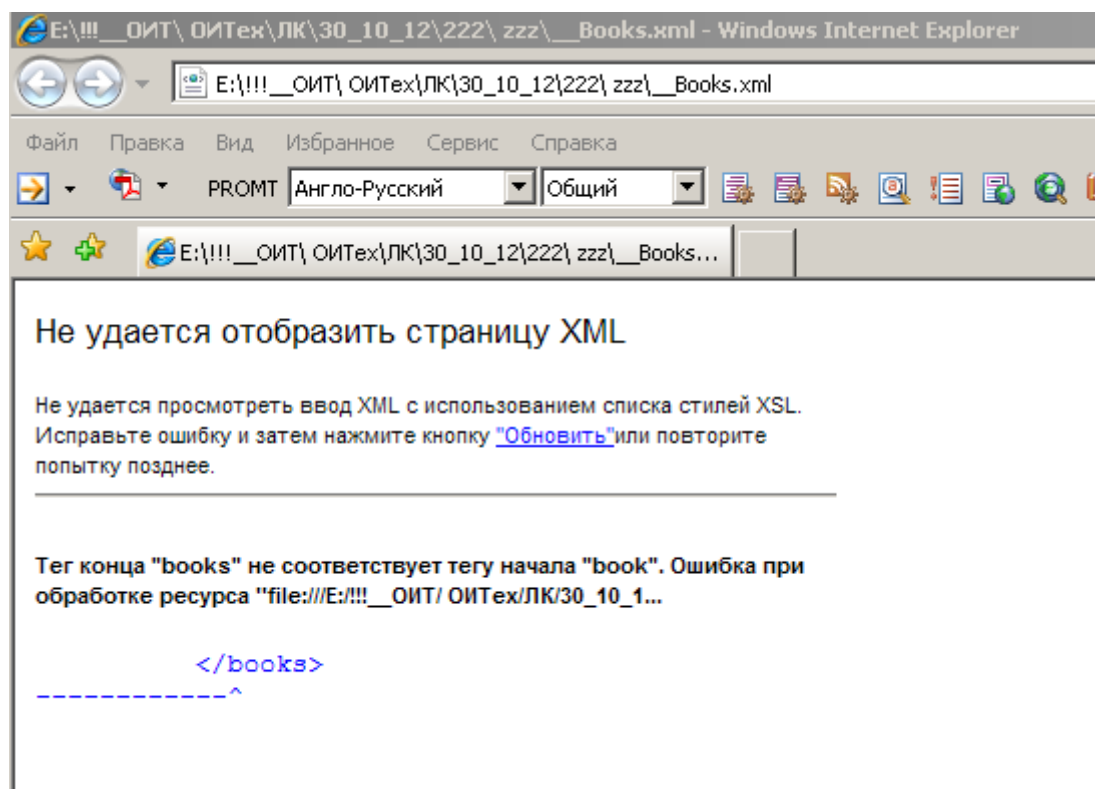 E:\!!!__ОИТ\ ОИТех\ЛК\30_10_12\222\ zzz\__Books.xml - Windows Internet Explorer
E:\!!!__ОИТ\ ОИТех\ЛК\30_10_12\222\ zzz\__Books.xml
Файл Правка Вид Избранное Сервис Справка
PROMT Англо-Русский Общий
E:\!!!__ОИТ\ ОИТех\ЛК\30_10_12\222\ zzz\__Books...
Не удается отобразить страницу XML
Не удается просмотреть ввод XML с использованием списка стилей XSL.
Исправьте ошибку и затем нажмите кнопку "Обновить"или повторите
попытку позднее.
Тег конца "books" не соответствует тегу начала "book". Ошибка при
обработке ресурса "file:///E:/!!!__ОИТ/ ОИТех/ЛК/30_10_1...
</books>
------------^